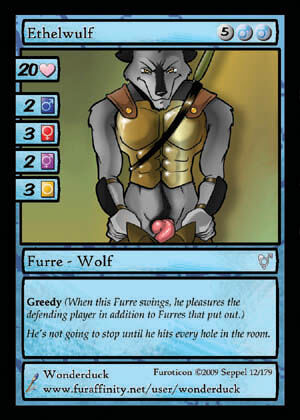 Ethelwulf 5
20
2
3
2
3
Furre - Wolf
Greedy (When this Furre swings, he pleasures the
defending player in addition to Furres that put out.)
He's not going to stop until he hits every hole in the room.
Wonderduck Furoticon ©2009 Seppel 12/179
www.furaffinity.net/user/wonderduck